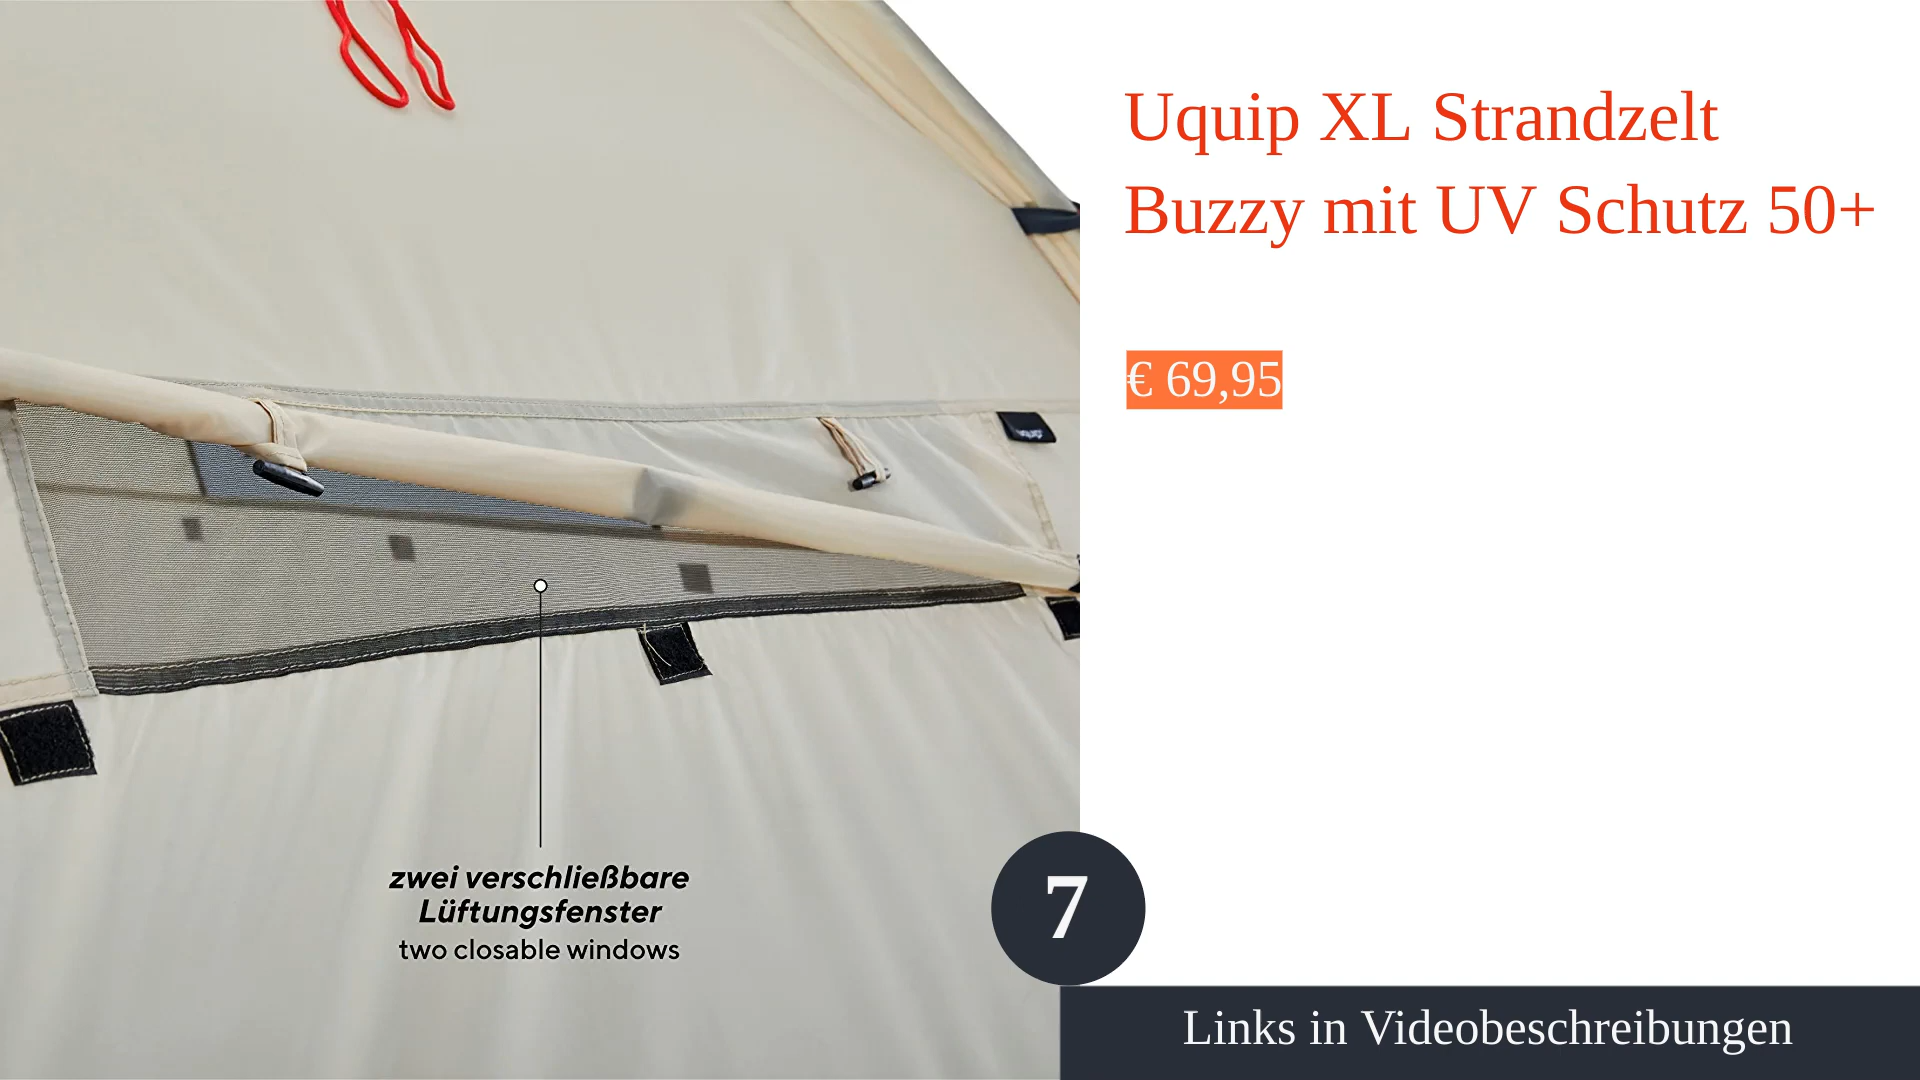 Uquip XL Strandzelt
Buzzy mit UV Schutz 50+
€ 69,95
uquip
zwei verschließbare
Lüftungsfenster
two closable windows
7
Links in Videobeschreibungen